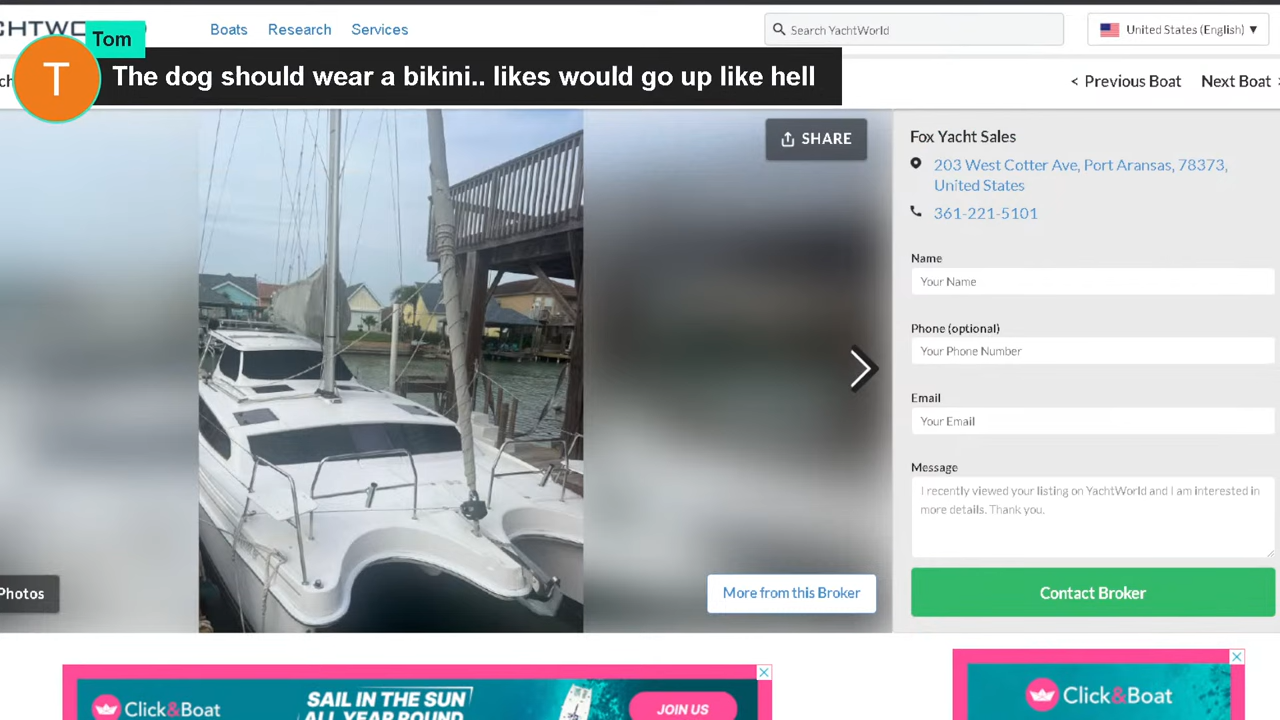 Boats Research Services
Search YachtWorld
United States (English) ▼
Tom
T
The dog should wear a bikini.. likes would go up like hell
< Previous Boat Next Boat
SHARE
Fox Yacht Sales
203 West Cotter Ave, Port Aransas, 78373,
United States
361-221-5101
Name
Your Name
Phone (optional)
Your Phone Number
Email
Your Email
Message
I recently viewed your listing on YachtWorld and I am interested in
more details. Thank you.
Photos
More from this Broker
Contact Broker
Click&Boat
SAIL IN THE SUN
ALL YEAR ROUND
JOIN US
Click&Boat